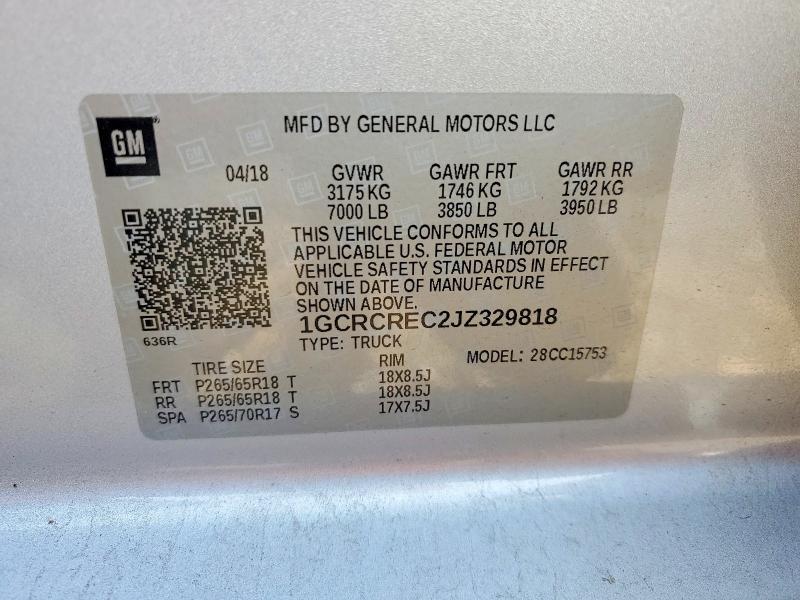 GM
MFD BY GENERAL MOTORS LLC
04/18 GVWR GAWR FRT GAWR RR
3175 KG 1746 KG 1792 KG
7000 LB 3850 LB 3950 LB
THIS VEHICLE CONFORMS TO ALL
APPLICABLE U.S. FEDERAL MOTOR
VEHICLE SAFETY STANDARDS IN EFFECT
ON THE DATE OF MANUFACTURE
SHOWN ABOVE.
1GCRCREC2JZ329818
636R
TYPE: TRUCK MODEL: 28CC15753
TIRE SIZE RIM
FRT P265/65R18 T 18X8.5J
RR P265/65R18 T 18X8.5J
SPA P265/70R17 S 17X7.5J